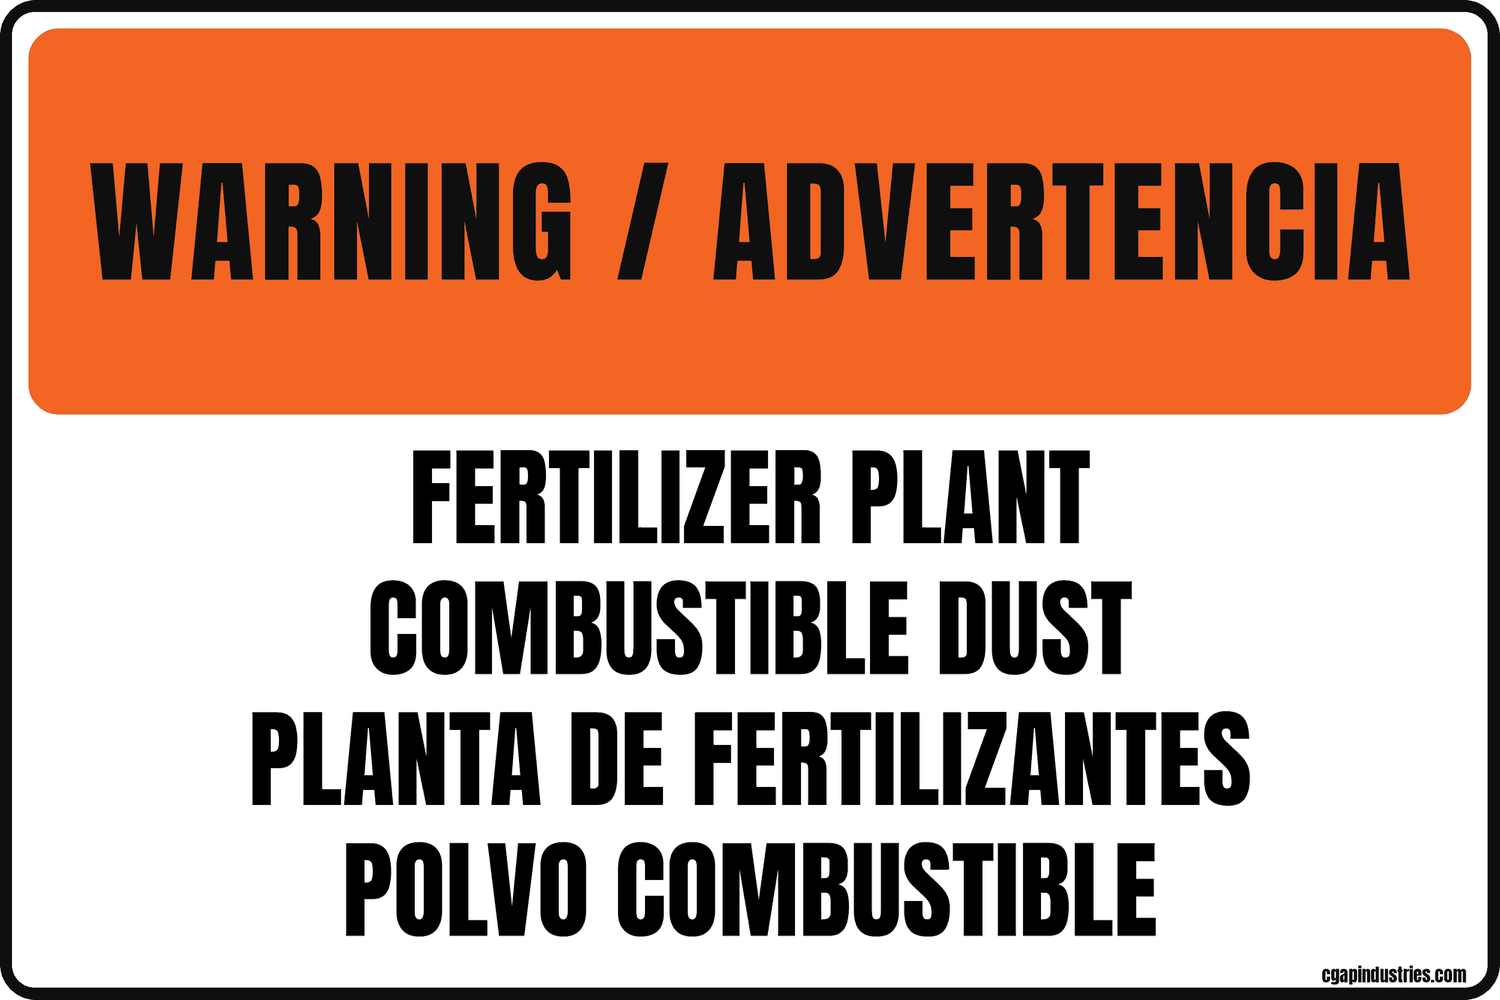 WARNING / ADVERTENCIA
FERTILIZER PLANT
COMBUSTIBLE DUST
PLANTA DE FERTILIZANTES
POLVO COMBUSTIBLE
cgapindustries.com